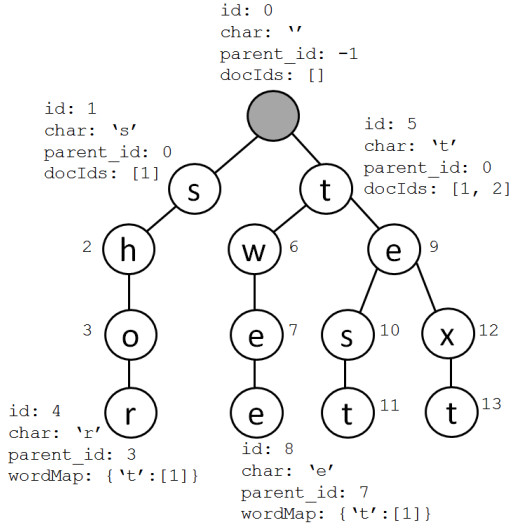 id: 0
char: ‘’
parent_id: -1
docIds: []
id: 1
char: ‘s’
parent_id: 0
docIds: [1]
id: 5
char: ‘t’
parent_id: 0
docIds: [1, 2]
s
t
2
h
w
6
e
9
3
o
e
7
s
10
x
12
r
e
t
11
t
13
id: 4
char: ‘r’
parent_id: 3
wordMap: {‘t’:[1]}
id: 8
char: ‘e’
parent_id: 7
wordMap: {‘t’:[1]}